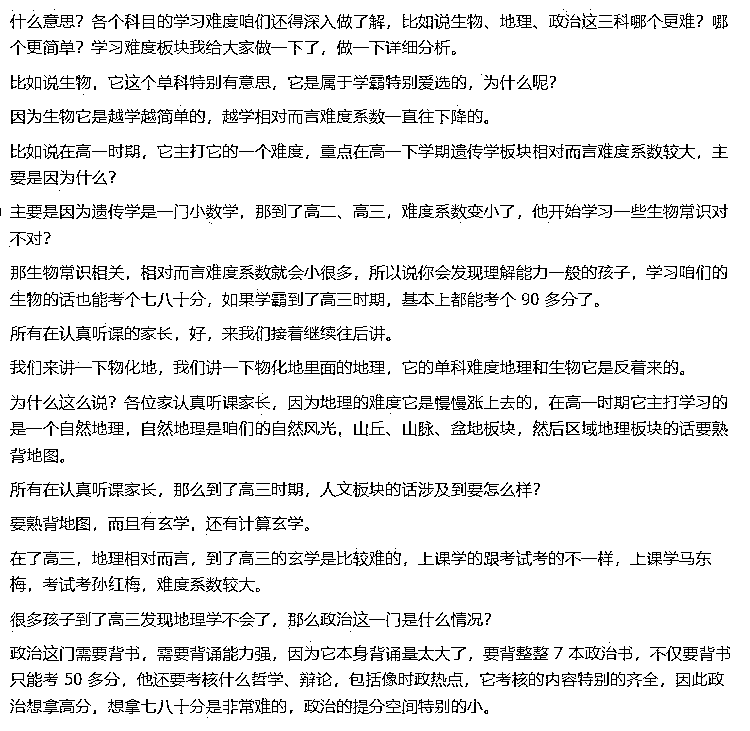 什么意思？各个科目的学习难度咱们还得深入做了解，比如说生物、地理、政治这三科哪个更难？哪
个更简单？学习难度板块我给大家做一下了，做一下详细分析。
比如说生物，它这个单科特别有意思，它是属于学霸特别爱选的，为什么呢？
因为生物它是越学越简单的，越学相对而言难度系数一直往下降的。
比如说在高一时期，它主打它的一个难度，重点在高一下学期遗传学板块相对而言难度系数较大，主
要是因为什么？
主要是因为遗传学是一门小数学，那到了高二、高三，难度系数变小了，他开始学习一些生物常识对
不对？
那生物常识相关，相对而言难度系数就会小很多，所以说你会发现理解能力一般的孩子，学习咱们的
生物的话也能考个七八十分，如果学霸到了高三时期，基本上都能考个 90 多分了。
所有在认真听课的家长，好，来我们接着继续往后讲。
我们来讲一下物化地，我们讲一下物化地里面的地理，它的单科难度地理和生物它是反着来的。
为什么这么说？各位家认真听课家长，因为地理的难度它是慢慢涨上去的，在高一时期它主打学习的
是一个自然地理，自然地理是咱们的自然风光，山丘、山脉、盆地板块，然后区域地理板块的话要熟
背地图。
所有在认真听课家长，那么到了高三时期，人文板块的话涉及到要怎么样？
要熟背地图，而且有玄学，还有计算玄学。
在了高三，地理相对而言，到了高三的玄学是比较难的，上课学的跟考试考的不一样，上课学马东
梅，考试考孙红梅，难度系数较大。
很多孩子到了高三发现地理学不会了，那么政治这一门是什么情况？
政治这门需要背书，需要背诵能力强，因为它本身背诵量太大了，要背整整 7 本政治书，不仅要背书
只能考 50 多分，他还要考核什么哲学、辩论，包括像时政热点，它考核的内容特别的齐全，因此政
治想拿高分，想拿七八十分是非常难的，政治的提分空间特别的小。